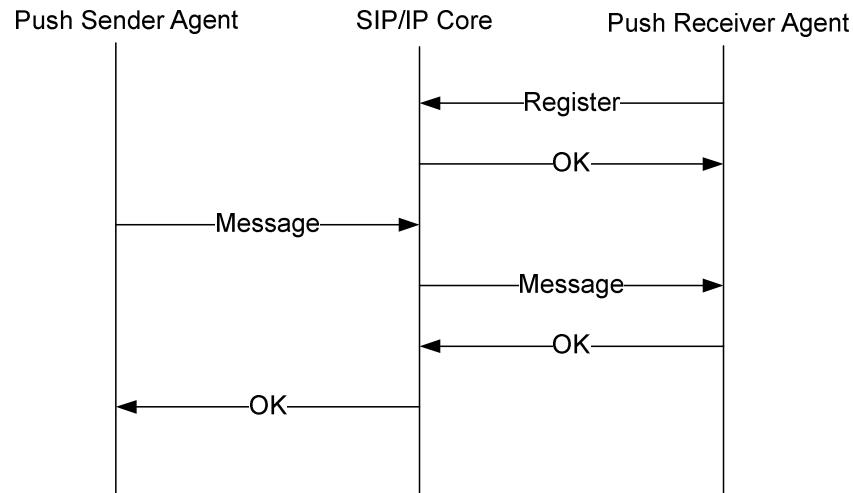 Push Sender Agent
SIP/IP Core
Push Receiver Agent
Register
OK
Message
Message
OK
OK